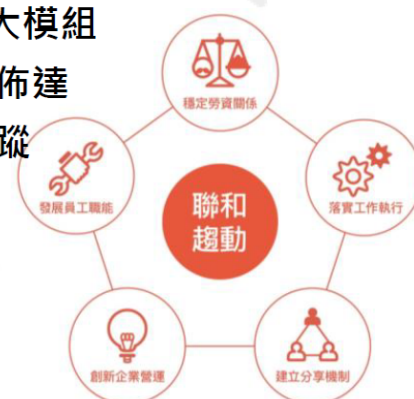 大模組
佈達
蹤
穩定勞資關係
發展員工職能
落實工作執行
聯和
趨動
創新企業營運
建立分享機制